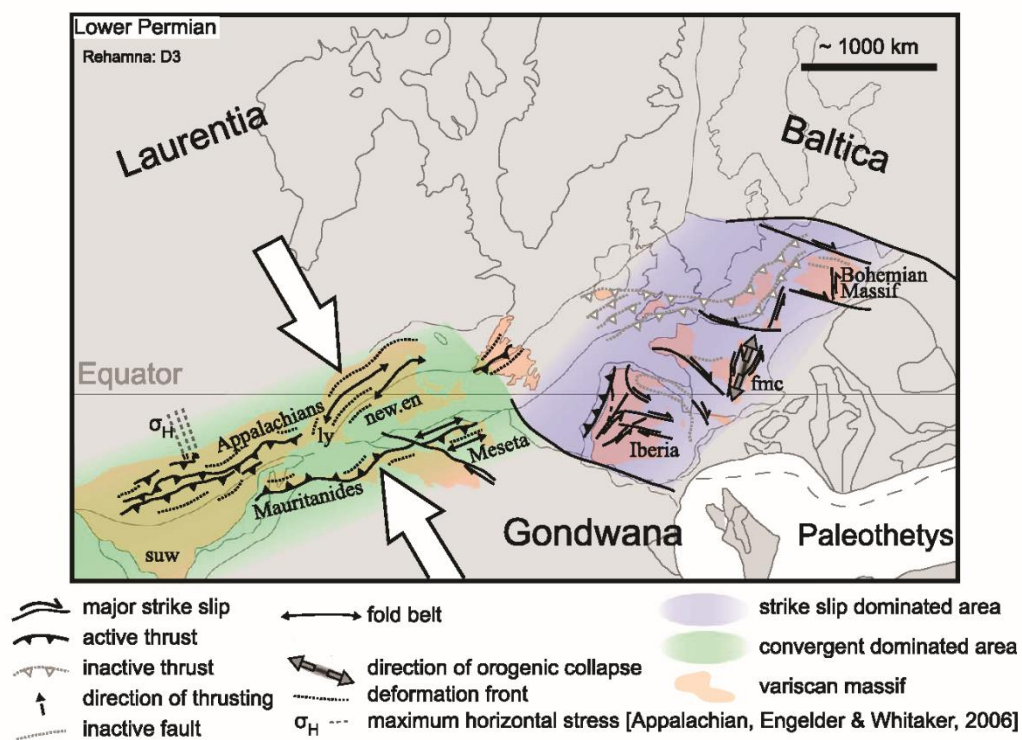 Lower Permian
Rehamna: D3
~ 1000 km
Laurentia
Baltica
Bohemian
Massif
Equator
fmc
σH
Appalachians
ly
new.en
Meseta
Iberia
Mauritanides
suw
Gondwana
Paleothetys
major strike slip
active thrust
inactive thrust
direction of thrusting
inactive fault
fold belt
direction of orogenic collapse
deformation front
σH maximum horizontal stress [Appalachian, Engelder & Whitaker, 2006]
strike slip dominated area
convergent dominated area
variscan massif